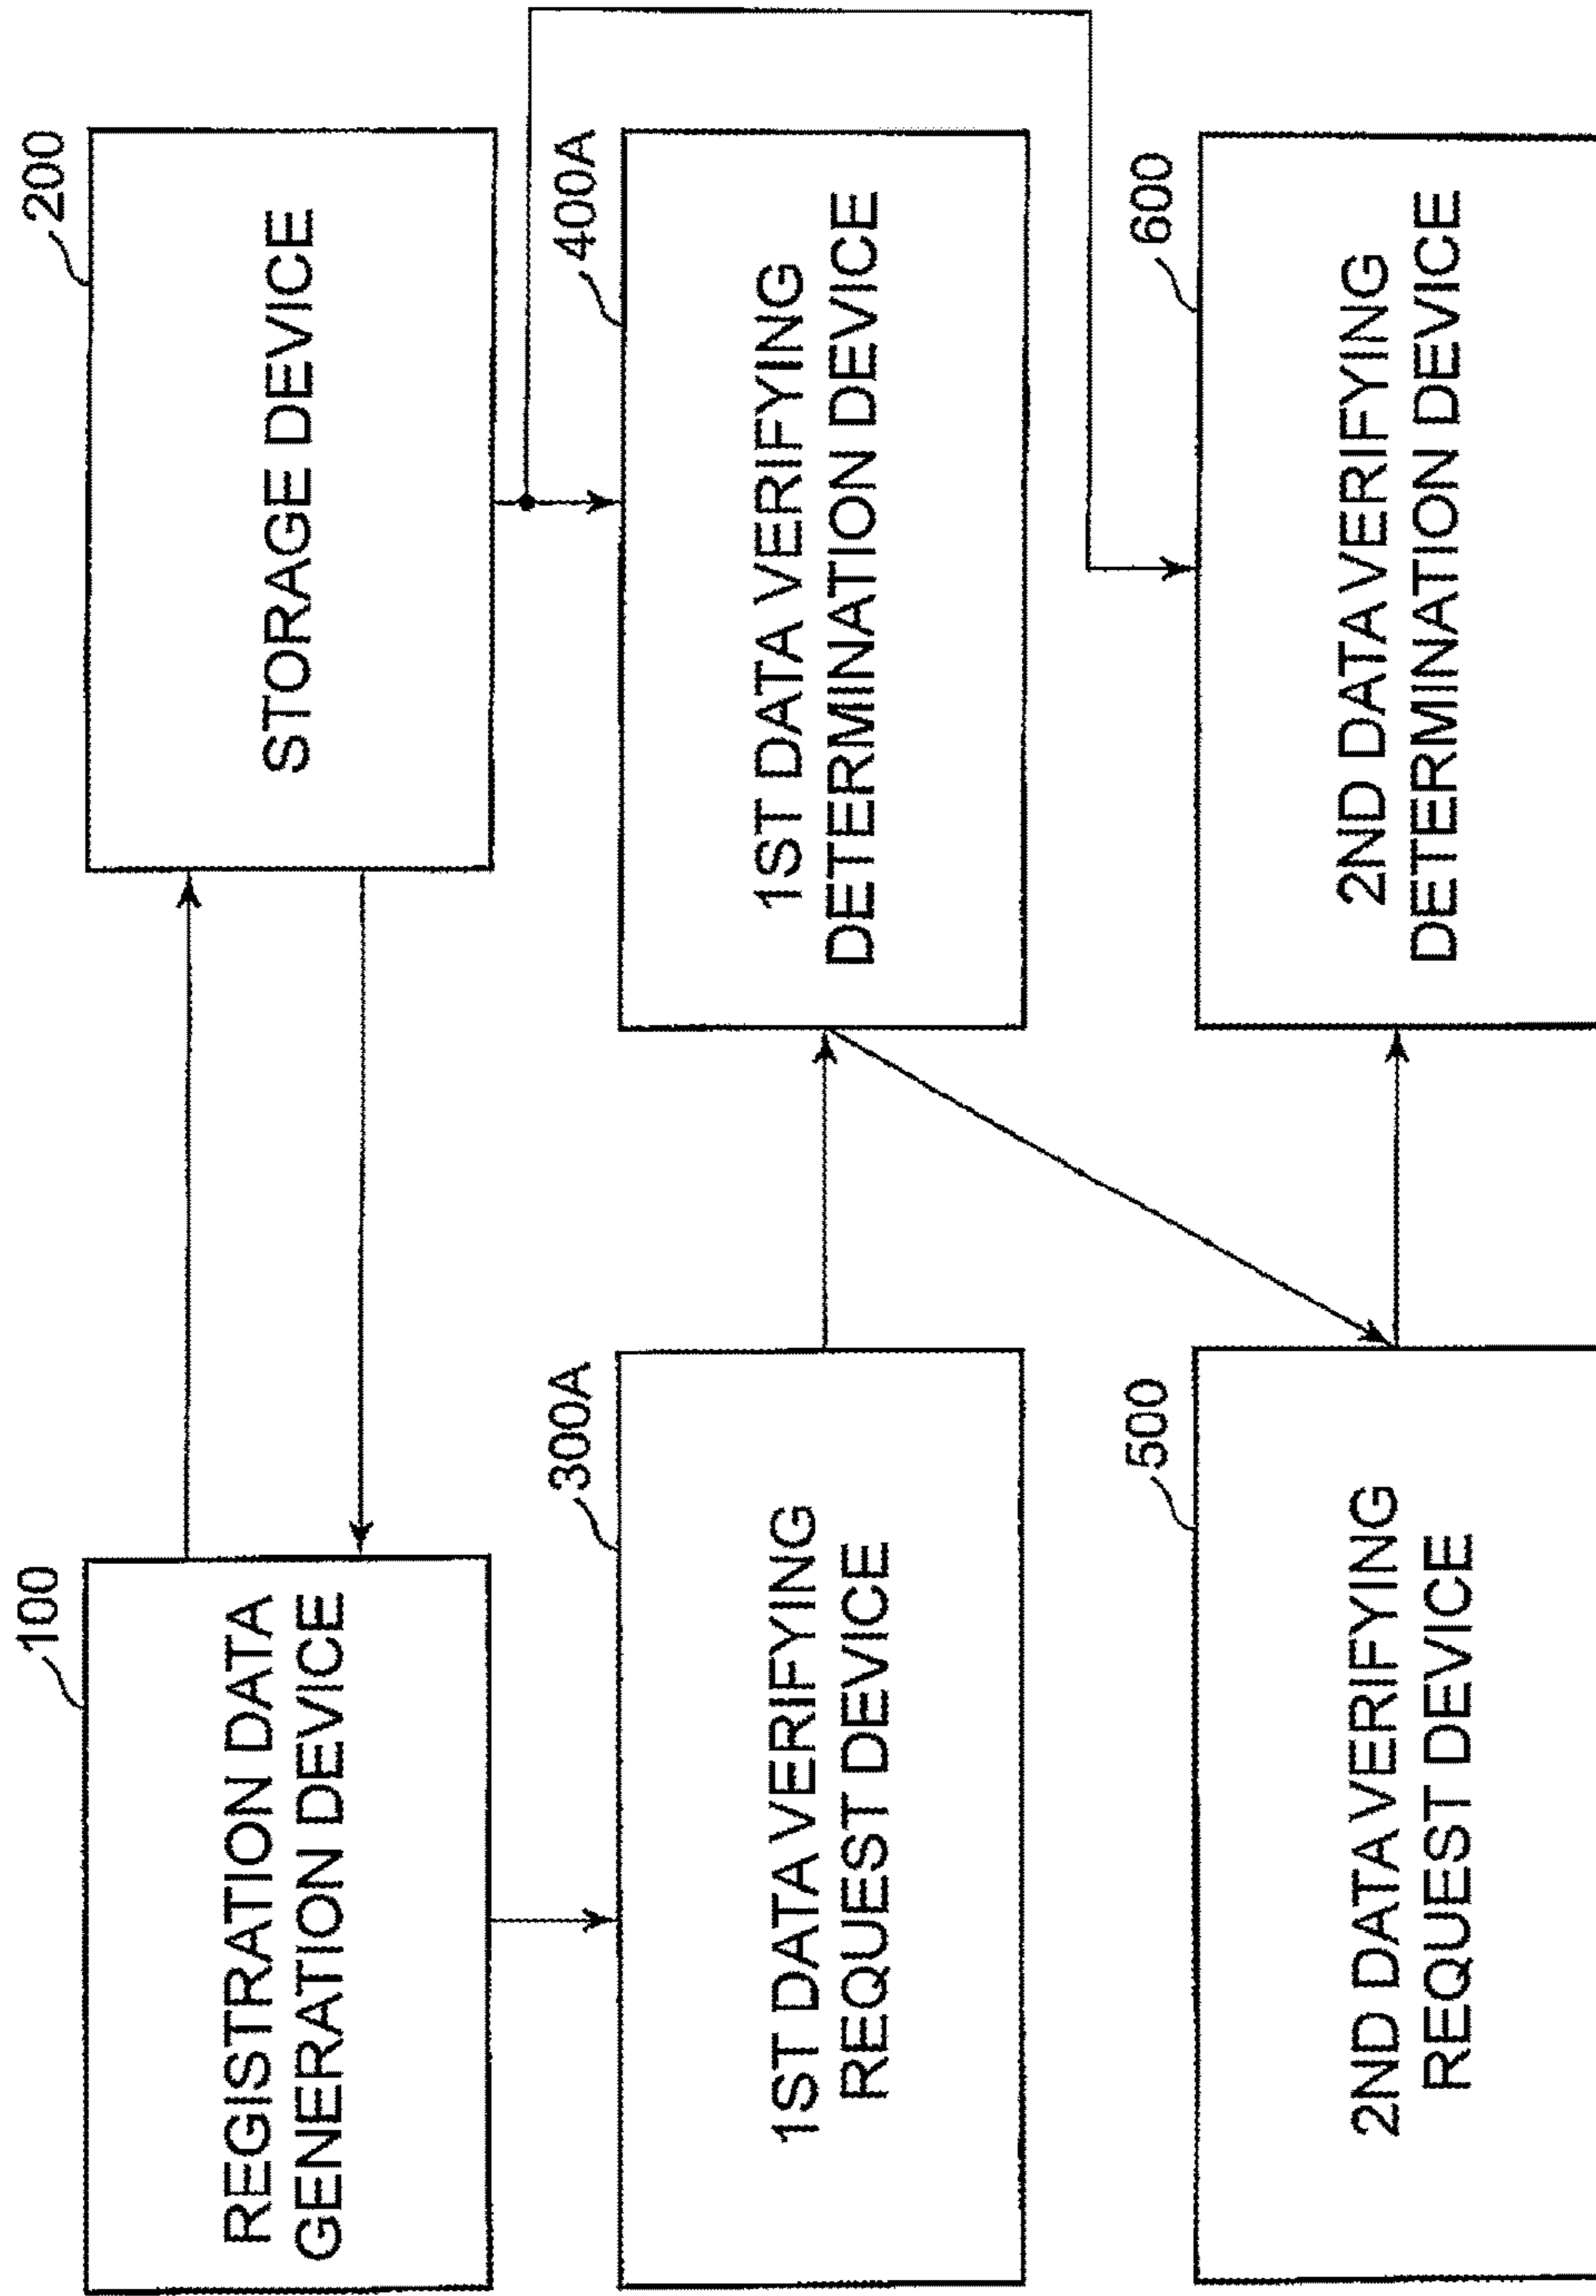 100
REGISTRATION DATA
GENERATION DEVICE
200
STORAGE DEVICE
300A
1ST DATA VERIFYING
REQUEST DEVICE
400A
1ST DATA VERIFYING
DETERMINATION DEVICE
500
2ND DATA VERIFYING
REQUEST DEVICE
600
2ND DATA VERIFYING
DETERMINATION DEVICE